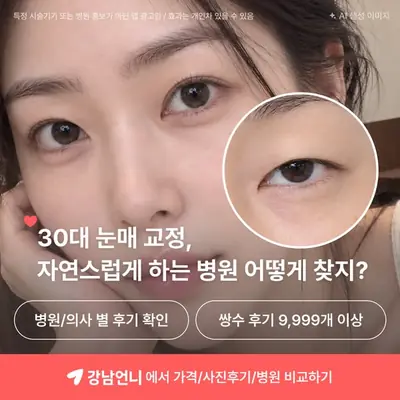 특정 시술기기 또는 병원 홍보가 아닌 앱 광고임 / 효과는 개인차 있을 수 있음
AI 생성 이미지
30대 눈매 교정,
자연스럽게 하는 병원 어떻게 찾지?
병원/의사 별 후기 확인
쌍수 후기 9,999개 이상
강남언니 에서 가격/사진후기/병원 비교하기